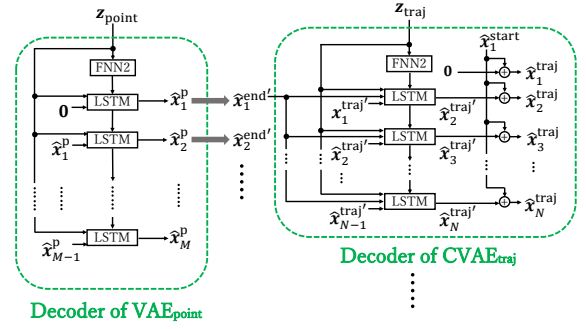 z_point
z_traj
x̂_1^start
FNN2
FNN2
0
x̂_1^traj
LSTM
x̂_1^p
x̂_1^end′
LSTM
x̂_2^traj
0
x_1^traj′
x̂_2^traj′
LSTM
x̂_2^p
x̂_2^end′
LSTM
x̂_3^traj
x̂_1^p
x̂_2^traj′
x̂_3^traj′
LSTM
x̂_N^traj
x̂_{N−1}^traj′
x̂_N^traj′
LSTM
x̂_M^p
x̂_{M−1}^p
Decoder of CVAE_traj
Decoder of VAE_point